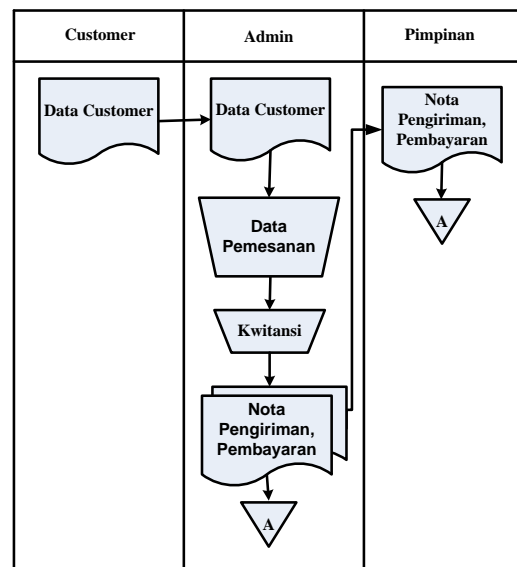 Customer
Admin
Pimpinan
Data Customer
Data Customer
Nota
Pengiriman,
Pembayaran
A
Data
Pemesanan
Kwitansi
Nota
Pengiriman,
Pembayaran
A